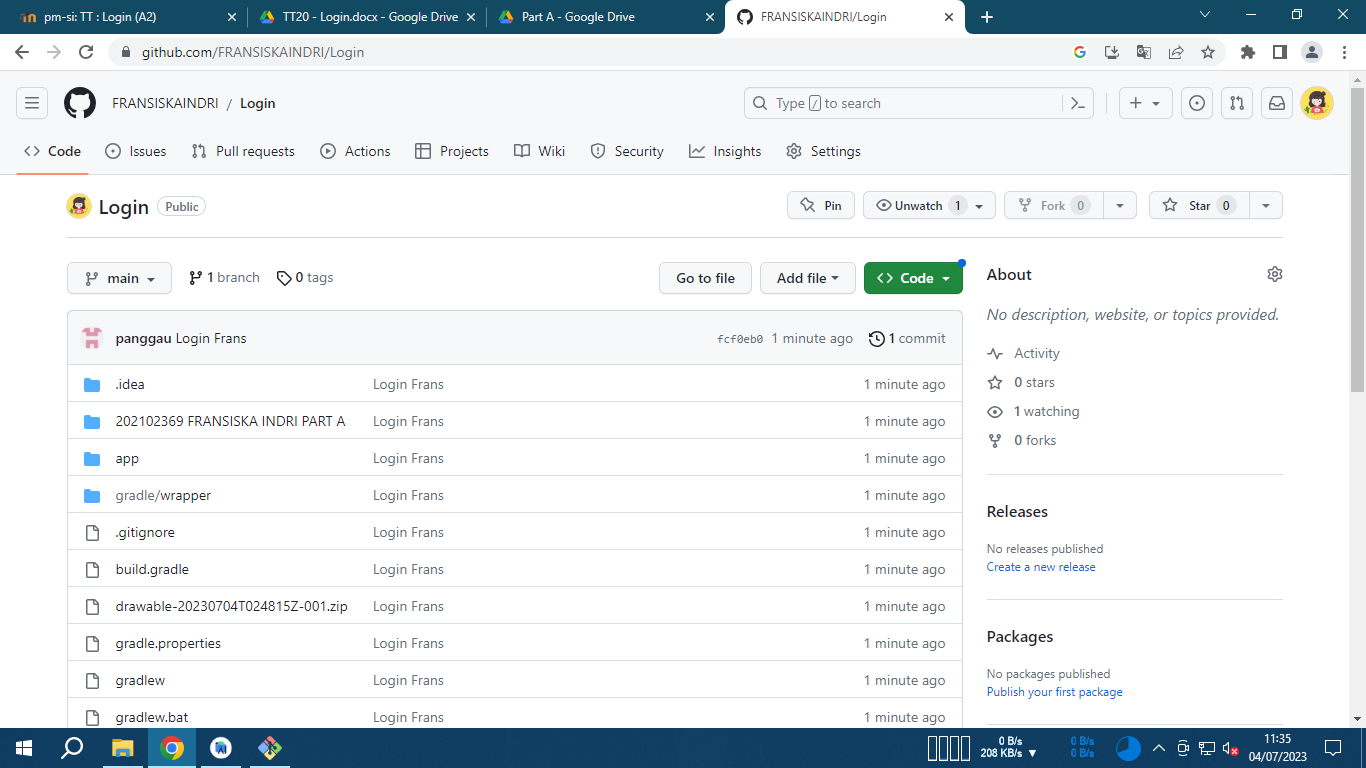 pm-si: TT : Login (A2)
TT20 - Login.docx - Google Drive
Part A - Google Drive
FRANSISKAINDRI/Login
github.com/FRANSISKAINDRI/Login
FRANSISKAINDRI / Login
Type / to search
Code
Issues
Pull requests
Actions
Projects
Wiki
Security
Insights
Settings
Login Public
Pin
Unwatch 1
Fork 0
Star 0
main
1 branch
0 tags
Go to file
Add file
Code
panggau Login Frans fcf0eb0 1 minute ago 1 commit
.idea Login Frans 1 minute ago
202102369 FRANSISKA INDRI PART A Login Frans 1 minute ago
app Login Frans 1 minute ago
gradle/wrapper Login Frans 1 minute ago
.gitignore Login Frans 1 minute ago
build.gradle Login Frans 1 minute ago
drawable-20230704T024815Z-001.zip Login Frans 1 minute ago
gradle.properties Login Frans 1 minute ago
gradlew Login Frans 1 minute ago
gradlew.bat Login Frans 1 minute ago
About
No description, website, or topics provided.
Activity
0 stars
1 watching
0 forks
Releases
No releases published
Create a new release
Packages
No packages published
Publish your first package
0 B/s
208 KB/s
0 B/s
0 B/s
11:35
04/07/2023